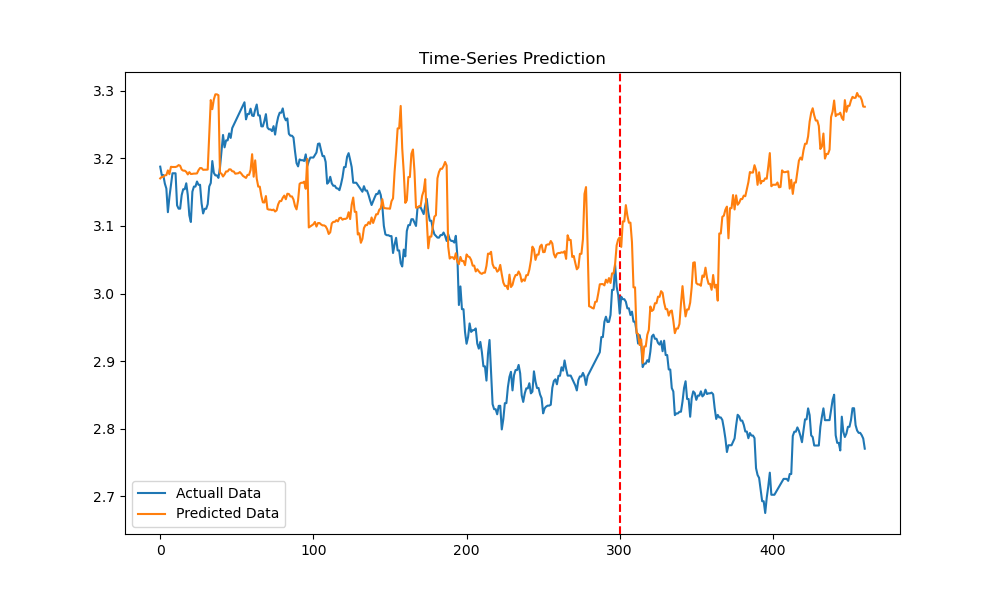 Time-Series Prediction
3.3
3.2
3.1
3.0
2.9
2.8
2.7
Actuall Data
Predicted Data
0 100 200 300 400